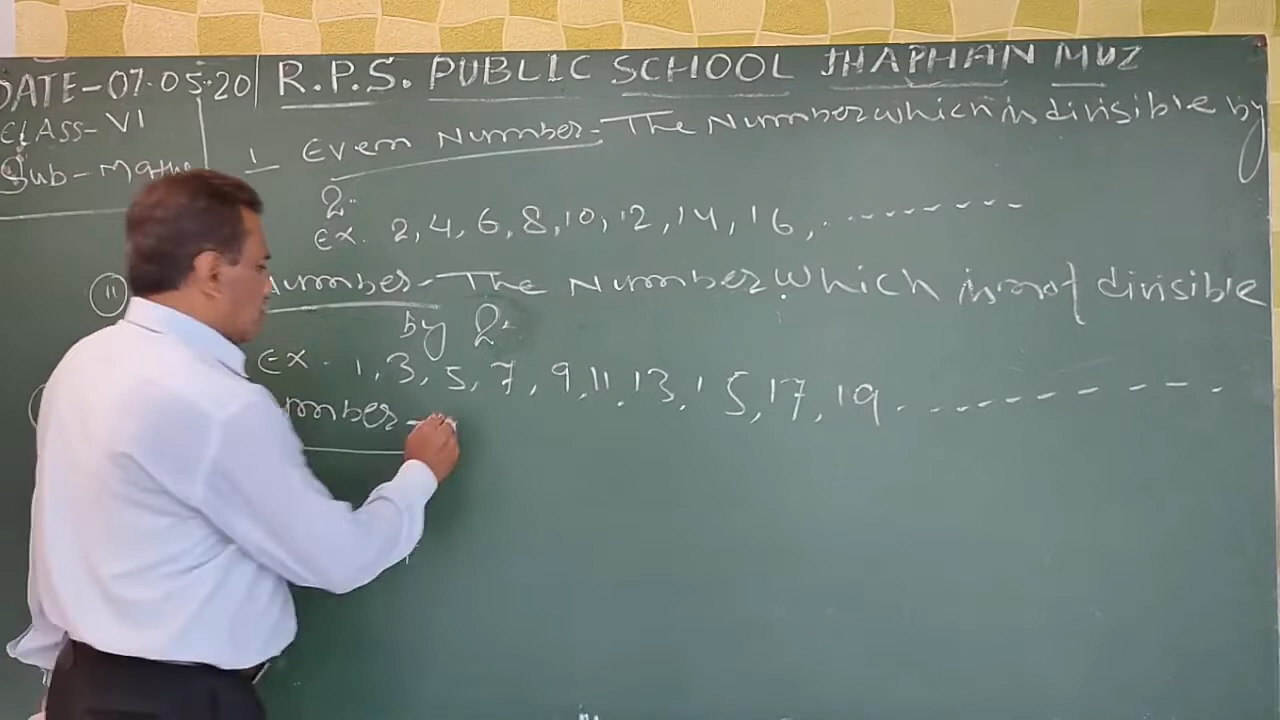 DATE-07.05.20 R.P.S. PUBLIC SCHOOL JHAPHAN MUZ
CLASS-VI
Sub-Maths
1 Even Number - The Number which is divisible by
2.
Ex. 2, 4, 6, 8, 10, 12, 14, 16, ........
(II) Number - The Number which is not divisible
by 2.
Ex. 1, 3, 5, 7, 9, 11, 13, 15, 17, 19. ---------
umber -